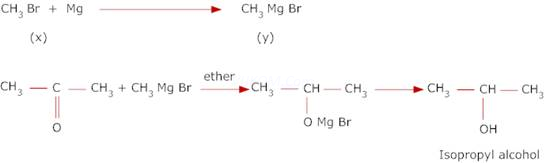 CH₃ Br + Mg → CH₃ Mg Br
(x) (y)
ether
CH₃ — C — CH₃ + CH₃ Mg Br → CH₃ — CH — CH₃ → CH₃ — CH — CH₃
O O Mg Br OH
Isopropyl alcohol